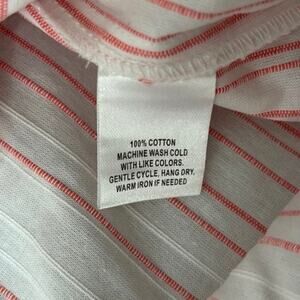 100% COTTON
MACHINE WASH COLD
WITH LIKE COLORS.
GENTLE CYCLE, HANG DRY.
WARM IRON IF NEEDED